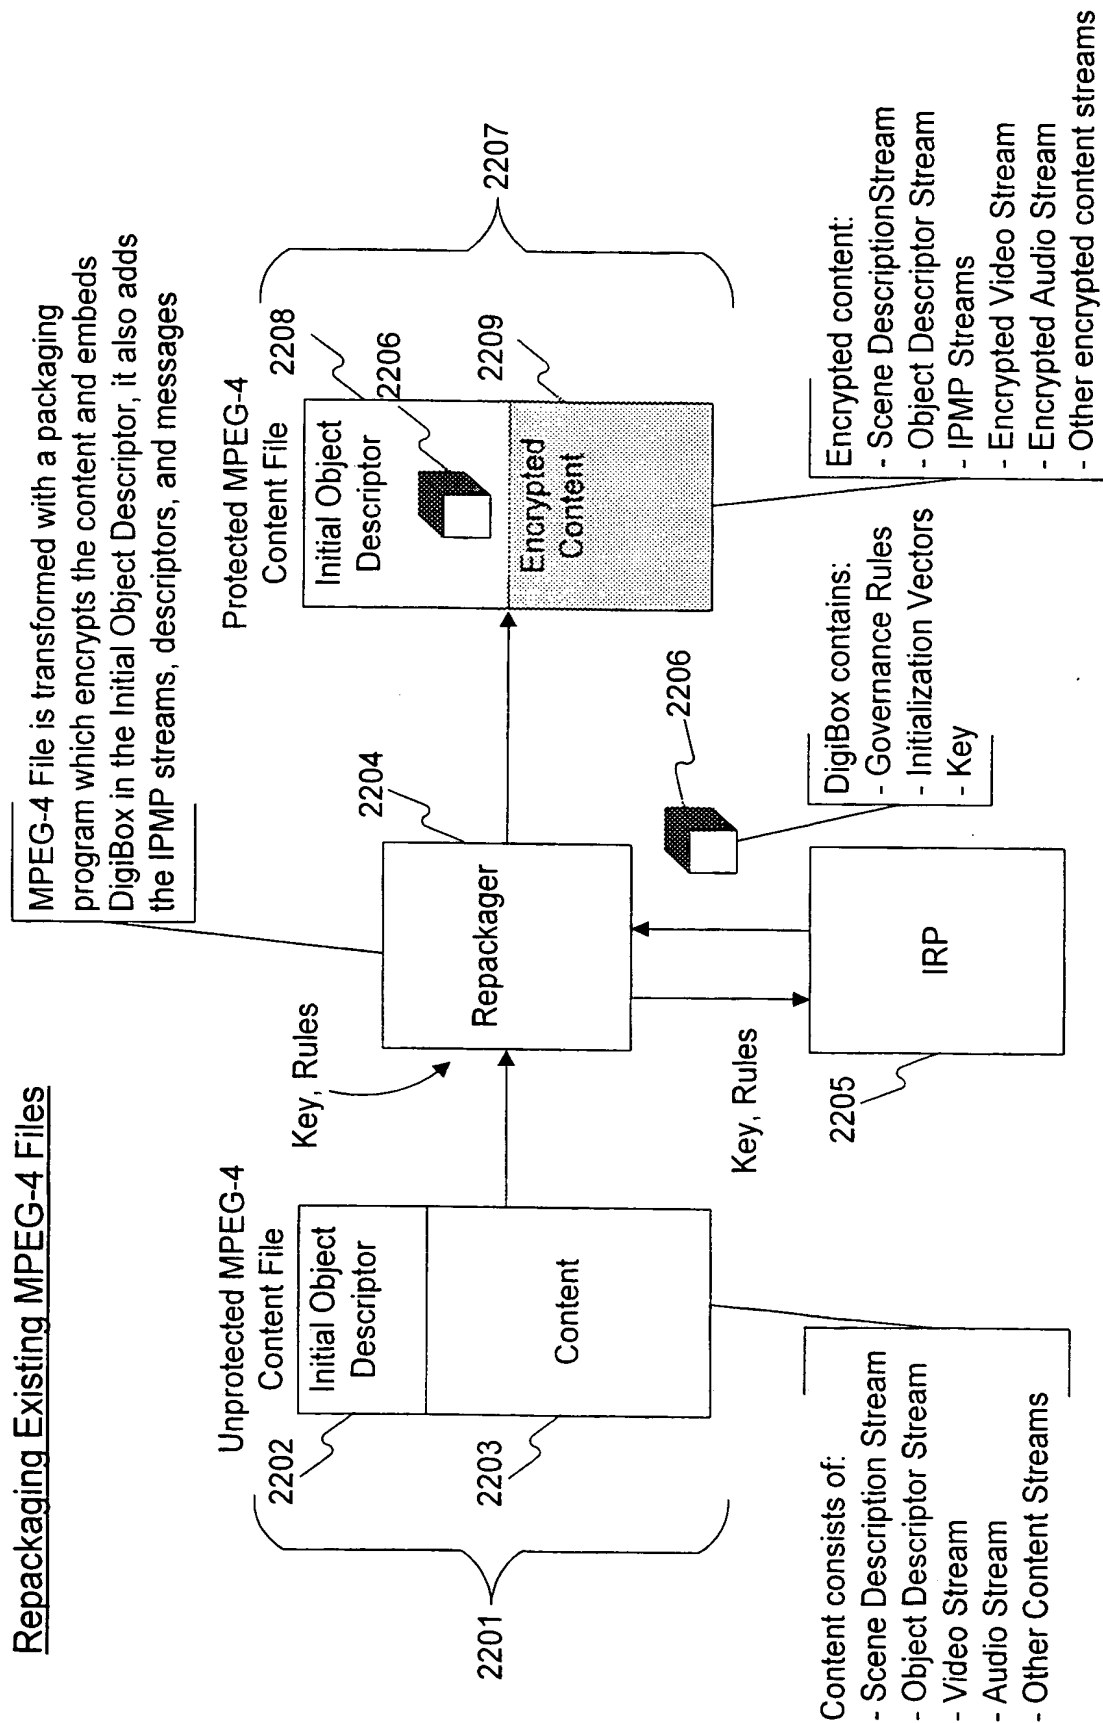 Repackaging Existing MPEG-4 Files
MPEG-4 File is transformed with a packaging
program which encrypts the content and embeds
DigiBox in the Initial Object Descriptor, it also adds
the IPMP streams, descriptors, and messages
Unprotected MPEG-4
Content File
2202
Initial Object
Descriptor
2203
Content
2201
Content consists of:
- Scene Description Stream
- Object Descriptor Stream
- Video Stream
- Audio Stream
- Other Content Streams
Key, Rules
Repackager
2204
Key, Rules
2205
IRP
2206
DigiBox contains:
- Governance Rules
- Initialization Vectors
- Key
Protected MPEG-4
Content File
Initial Object
Descriptor
2208
2206
2209
Encrypted
Content
2207
Encrypted content:
- Scene DescriptionStream
- Object Descriptor Stream
- IPMP Streams
- Encrypted Video Stream
- Encrypted Audio Stream
- Other encrypted content streams